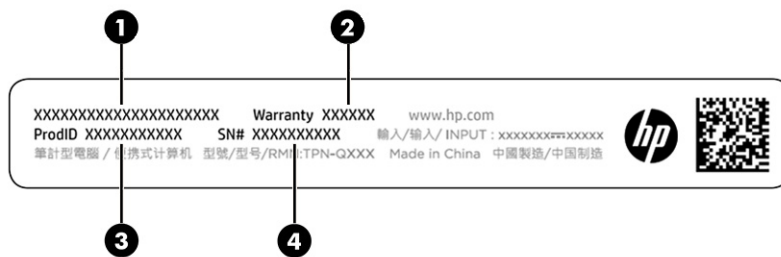 1
2
XXXXXXXXXXXXXXXXXXXXX Warranty XXXXXX www.hp.com
ProdID XXXXXXXXXXX SN# XXXXXXXXXX 輸入/输入/ INPUT : xxxxxxx⎓xxxxx
筆計型電腦 / 便携式计算机 型號/型号/RMN:TPN-QXXX Made in China 中國製造/中国制造
hp
3
4